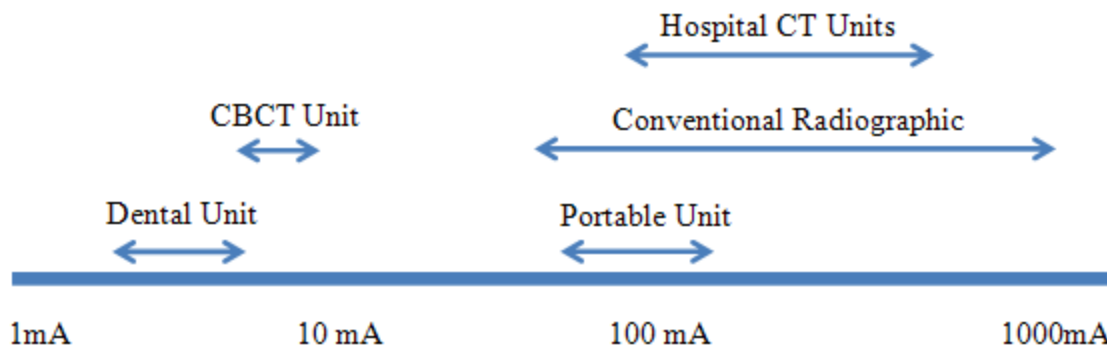 Hospital CT Units
CBCT Unit
Conventional Radiographic
Dental Unit
Portable Unit
1mA
10 mA
100 mA
1000mA